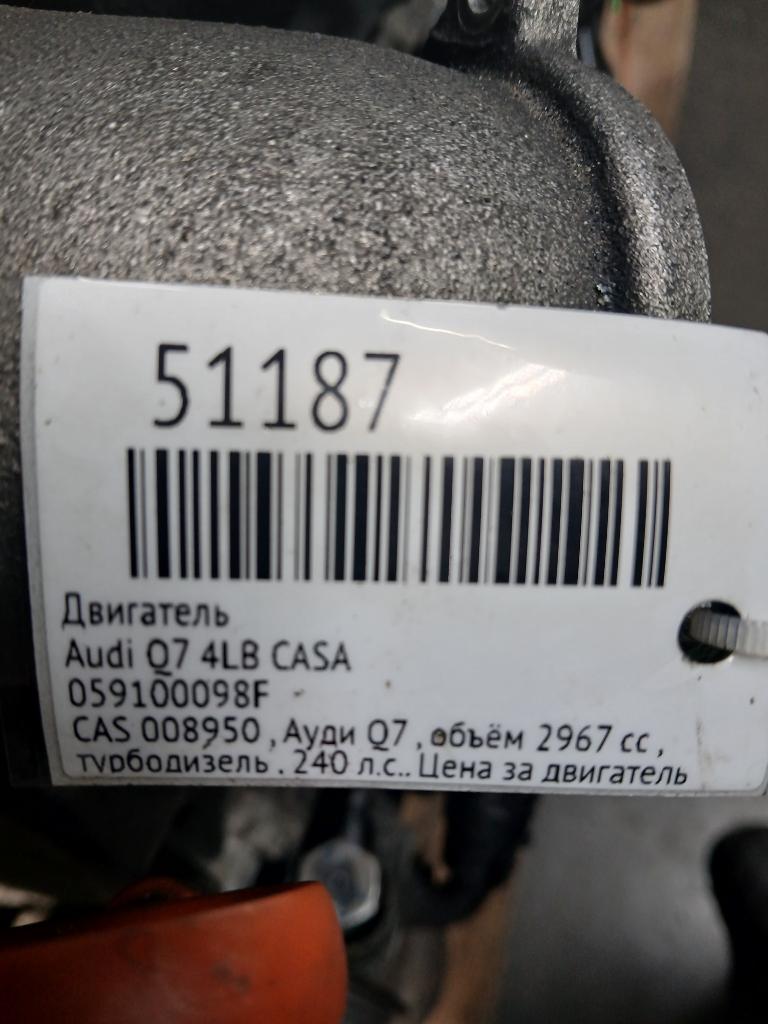 51187
Двигатель
Audi Q7 4LB CASA
059100098F
CAS 008950 , Ауди Q7 , объём 2967 cc ,
турбодизель . 240 л.с.. Цена за двигатель